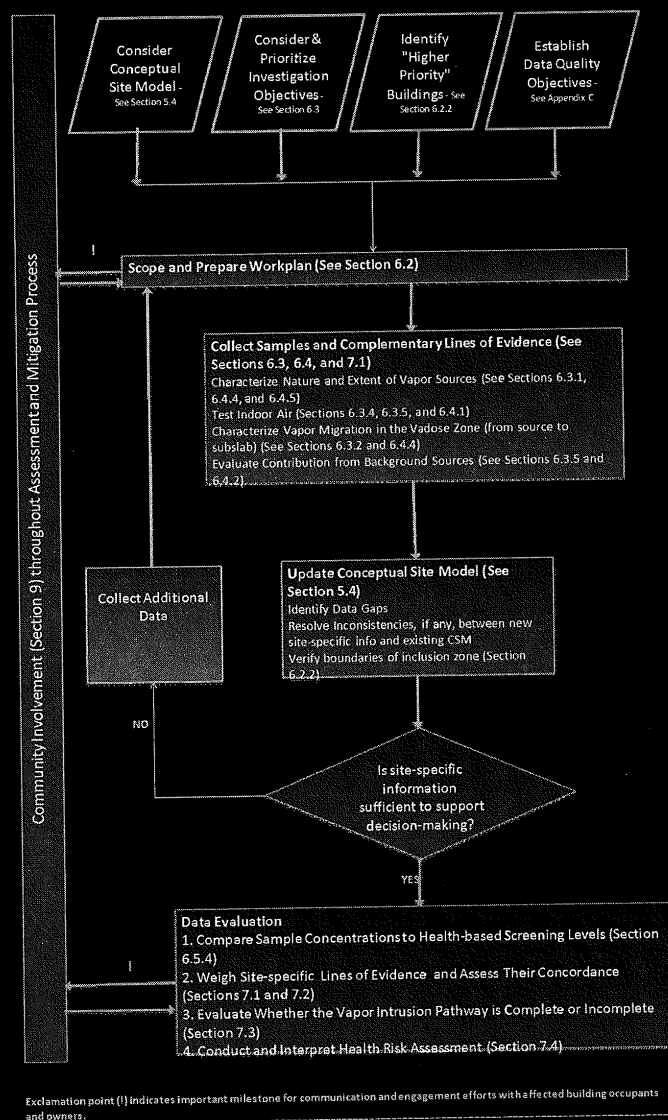 Consider
Conceptual
Site Model -
See Section 5.4
Consider &
Prioritize
Investigation
Objectives -
See Section 6.3
Identify
"Higher
Priority"
Buildings - See
Section 6.2.2
Establish
Data Quality
Objectives -
See Appendix C
Community Involvement (Section 9) throughout Assessment and Mitigation Process
!
Scope and Prepare Workplan (See Section 6.2)
Collect Samples and Complementary Lines of Evidence (See
Sections 6.3, 6.4, and 7.1)
Characterize Nature and Extent of Vapor Sources (See Sections 6.3.1,
6.4.4, and 6.4.5)
Test Indoor Air (Sections 6.3.4, 6.3.5, and 6.4.1)
Characterize Vapor Migration in the Vadose Zone (from source to
subslab) (See Sections 6.3.2 and 6.4.4)
Evaluate Contribution from Background Sources (See Sections 6.3.5 and
6.4.2)
Collect Additional
Data
Update Conceptual Site Model (See
Section 5.4)
Identify Data Gaps
Resolve Inconsistencies, if any, between new
site-specific info and existing CSM
Verify boundaries of inclusion zone (Section
6.2.2)
NO
Is site-specific
information
sufficient to support
decision-making?
YES
!
Data Evaluation
1. Compare Sample Concentrations to Health-based Screening Levels (Section
6.5.4)
2. Weigh Site-specific Lines of Evidence and Assess Their Concordance
(Sections 7.1 and 7.2)
3. Evaluate Whether the Vapor Intrusion Pathway is Complete or Incomplete
(Section 7.3)
4. Conduct and Interpret Health Risk Assessment (Section 7.4)
Exclamation point (!) indicates important milestone for communication and engagement efforts with affected building occupants
and owners.